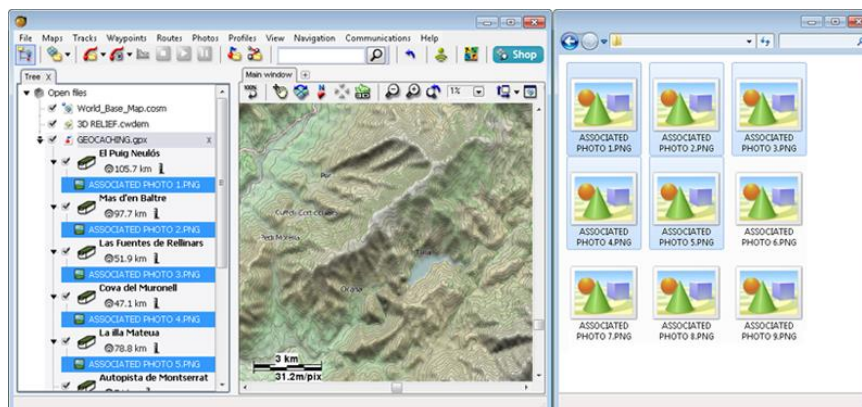 File Maps Tracks Waypoints Routes Photos Profiles View Navigation Communications Help
Shop
Tree X
Main window
Open files
World_Base_Map.cosm
3D RELIEF.cwdem
GEOCACHING.gpx x
El Puig Neulós
105.7 km
ASSOCIATED PHOTO 1.PNG
Mas d'en Baltre
97.7 km
ASSOCIATED PHOTO 2.PNG
Las Fuentes de Rellinars
51.9 km
ASSOCIATED PHOTO 3.PNG
Cova del Muronell
47.1 km
ASSOCIATED PHOTO 4.PNG
La illa Mateua
78.8 km
ASSOCIATED PHOTO 5.PNG
Autopista de Montserrat
1%
3 km
31.2m/pix
ASSOCIATED PHOTO 1.PNG
ASSOCIATED PHOTO 2.PNG
ASSOCIATED PHOTO 3.PNG
ASSOCIATED PHOTO 4.PNG
ASSOCIATED PHOTO 5.PNG
ASSOCIATED PHOTO 6.PNG
ASSOCIATED PHOTO 7.PNG
ASSOCIATED PHOTO 8.PNG
ASSOCIATED PHOTO 9.PNG